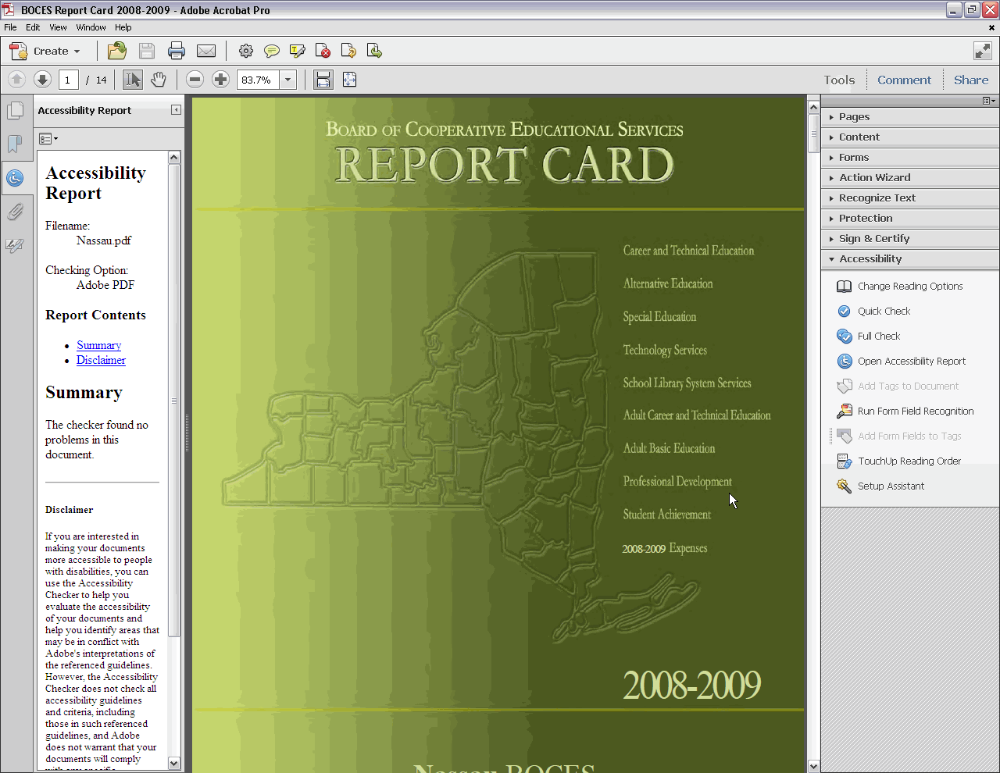 BOCES Report Card 2008-2009 - Adobe Acrobat Pro
File Edit View Window Help
Create
1 / 14
83.7%
Tools Comment Share
Accessibility Report
Accessibility
Report
Filename:
Nassau.pdf
Checking Option:
Adobe PDF
Report Contents
Summary
Disclaimer
Summary
The checker found no
problems in this
document.
Disclaimer
If you are interested in
making your documents
more accessible to people
with disabilities, you can
use the Accessibility
Checker to help you
evaluate the accessibility
of your documents and
help you identify areas that
may be in conflict with
Adobe's interpretations of
the referenced guidelines.
However, the Accessibility
Checker does not check all
accessibility guidelines
and criteria, including
those in such referenced
guidelines, and Adobe
does not warrant that your
documents will comply
with any specific
BOARD OF COOPERATIVE EDUCATIONAL SERVICES
REPORT CARD
Career and Technical Education
Alternative Education
Special Education
Technology Services
School Library System Services
Adult Career and Technical Education
Adult Basic Education
Professional Development
Student Achievement
2008-2009 Expenses
2008-2009
Nassau BOCES
Pages
Content
Forms
Action Wizard
Recognize Text
Protection
Sign & Certify
Accessibility
Change Reading Options
Quick Check
Full Check
Open Accessibility Report
Add Tags to Document
Run Form Field Recognition
Add Form Fields to Tags
TouchUp Reading Order
Setup Assistant